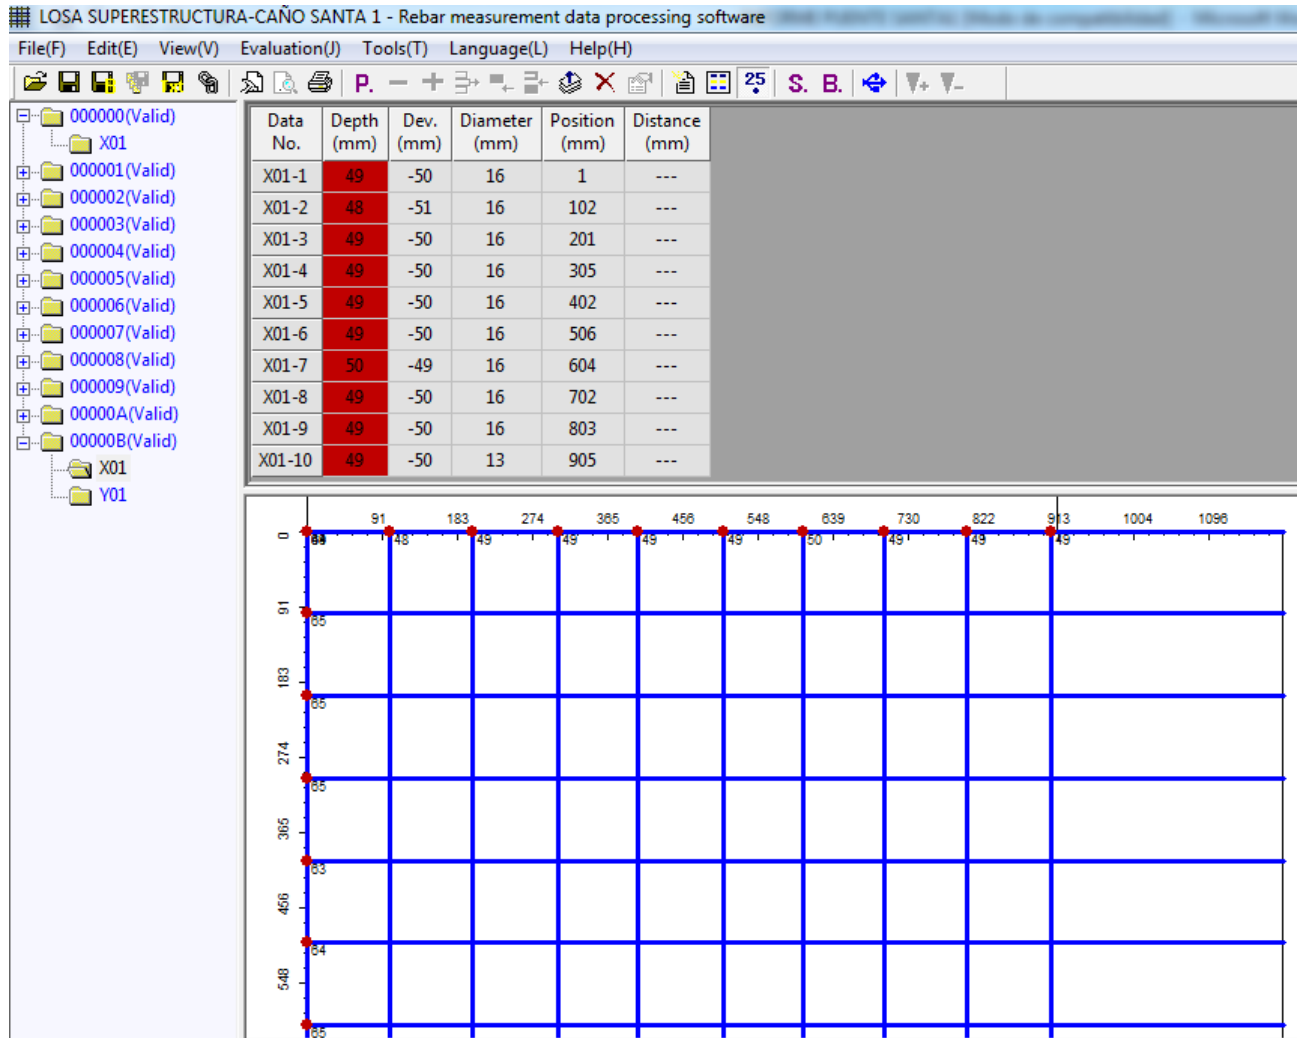 LOSA SUPERESTRUCTURA-CAÑO SANTA 1 - Rebar measurement data processing software
File(F) Edit(E) View(V) Evaluation(J) Tools(T) Language(L) Help(H)
P. 25 S. B.
000000(Valid)
X01
000001(Valid)
000002(Valid)
000003(Valid)
000004(Valid)
000005(Valid)
000006(Valid)
000007(Valid)
000008(Valid)
000009(Valid)
00000A(Valid)
00000B(Valid)
X01
Y01
Data No. Depth (mm) Dev. (mm) Diameter (mm) Position (mm) Distance (mm)
X01-1 49 -50 16 1 ---
X01-2 48 -51 16 102 ---
X01-3 49 -50 16 201 ---
X01-4 49 -50 16 305 ---
X01-5 49 -50 16 402 ---
X01-6 49 -50 16 506 ---
X01-7 50 -49 16 604 ---
X01-8 49 -50 16 702 ---
X01-9 49 -50 16 803 ---
X01-10 49 -50 13 905 ---
91 183 274 365 456 548 639 730 822 913 1004 1096
0
48 49 49 49 49 50 49 49 49
91
65
183
65
274
65
365
63
456
64
548
65